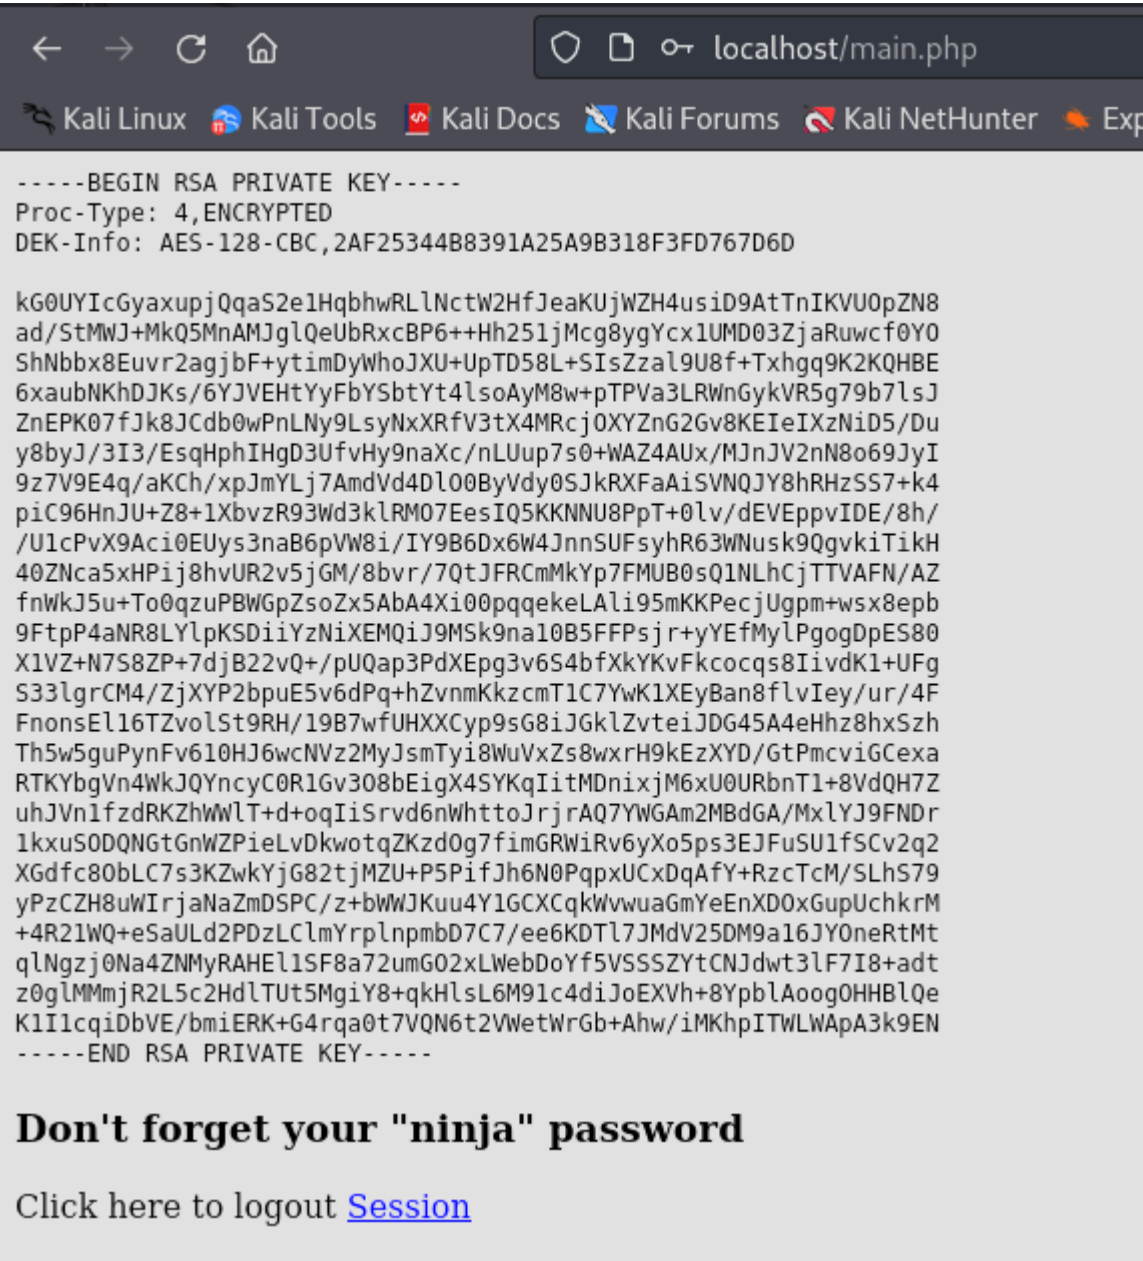 localhost/main.php
Kali Linux Kali Tools Kali Docs Kali Forums Kali NetHunter Exp
-----BEGIN RSA PRIVATE KEY-----
Proc-Type: 4,ENCRYPTED
DEK-Info: AES-128-CBC,2AF25344B8391A25A9B318F3FD767D6D
kG0UYIcGyaxupjQqaS2e1HqbhwRLlNctW2HfJeaKUjWZH4usiD9AtTnIKVUOpZN8
ad/StMWJ+MkQ5MnAMJglQeUbRxcBP6++Hh251jMcg8ygYcx1UMD03ZjaRuwcf0YO
ShNbbx8Euvr2agjbF+ytimDyWhoJXU+UpTD58L+SIsZzal9U8f+Txhgq9K2KQHBE
6xaubNKhDJKs/6YJVEHtYyFbYSbtYt4lsoAyM8w+pTPVa3LRWnGykVR5g79b7lsJ
ZnEPK07fJk8JCdb0wPnLNy9LsyNxXRfV3tX4MRcjOXYZnG2Gv8KEIeIXzNiD5/Du
y8byJ/3I3/EsqHphIHgD3UfvHy9naXc/nLUup7s0+WAZ4AUx/MJnJV2nN8o69JyI
9z7V9E4q/aKCh/xpJmYLj7AmdVd4DlO0ByVdy0SJkRXFaAiSVNQJY8hRHzSS7+k4
piC96HnJU+Z8+1XbvzR93Wd3klRMO7EesIQ5KKNNU8PpT+0lv/dEVEppvIDE/8h/
/U1cPvX9Aci0EUys3naB6pVW8i/IY9B6Dx6W4JnnSUFsyhR63WNusk9QgvkiTikH
40ZNca5xHPij8hvUR2v5jGM/8bvr/7QtJFRCmMkYp7FMUB0sQ1NLhCjTTVAFN/AZ
fnWkJ5u+To0qzuPBWGpZsoZx5AbA4Xi00pqqekeLAli95mKKPecjUgpm+wsx8epb
9FtpP4aNR8LYlpKSDiiYzNiXEMQiJ9MSk9na10B5FFPsjr+yYEfMylPgogDpES80
X1VZ+N7S8ZP+7djB22vQ+/pUQap3PdXEpg3v6S4bfXkYKvFkcocqs8IivdK1+UFg
S33lgrCM4/ZjXYP2bpuE5v6dPq+hZvnmKkzcmT1C7YwK1XEyBan8flvIey/ur/4F
FnonsEl16TZvolSt9RH/19B7wfUHXXCyp9sG8iJGklZvteiJDG45A4eHhz8hxSzh
Th5w5guPynFv610HJ6wcNVz2MyJsmTyi8WuVxZs8wxrH9kEzXYD/GtPmcviGCexa
RTKYbgVn4WkJQYncyC0R1Gv3O8bEigX4SYKqIitMDnixjM6xU0URbnT1+8VdQH7Z
uhJVn1fzdRKZhWWlT+d+oqIiSrvd6nWhttoJrjrAQ7YWGAm2MBdGA/MxlYJ9FNDr
1kxuSODQNGtGnWZPieLvDkwotqZKzdOg7fimGRWiRv6yXo5ps3EJFuSU1fSCv2q2
XGdfc8ObLC7s3KZwkYjG82tjMZU+P5PifJh6N0PqpxUCxDqAfY+RzcTcM/SLhS79
yPzCZH8uWIrjaNaZmDSPC/z+bWWJKuu4Y1GCXCqkWvwuaGmYeEnXDOxGupUchkrM
+4R21WQ+eSaULd2PDzLClmYrplnpmbD7C7/ee6KDTl7JMdV25DM9a16JYOneRtMt
qlNgzj0Na4ZNMyRAHEl1SF8a72umGO2xLWebDoYf5VSSSZYtCNJdwt3lF7I8+adt
z0glMMmjR2L5c2HdlTUt5MgiY8+qkHlsL6M91c4diJoEXVh+8YpblAoogOHHBlQe
K1I1cqiDbVE/bmiERK+G4rqa0t7VQN6t2VWetWrGb+Ahw/iMKhpITWLWApA3k9EN
-----END RSA PRIVATE KEY-----
Don't forget your "ninja" password
Click here to logout Session